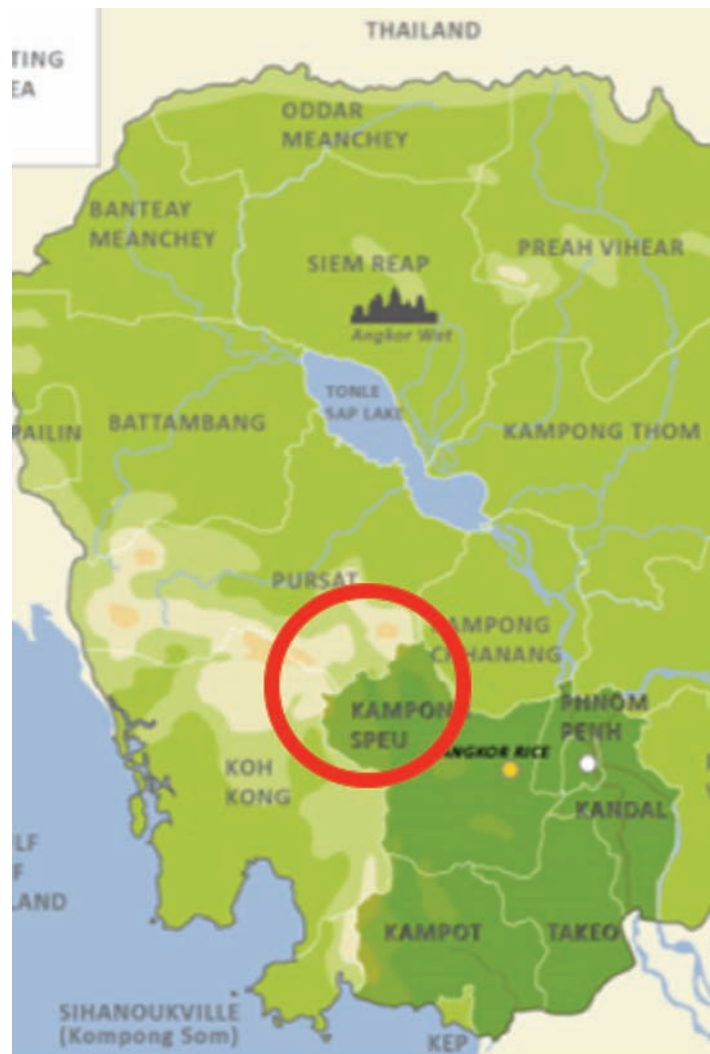 THAILAND
TING
EA
ODDAR
MEANCHEY
BANTEAY
MEANCHEY
PREAH VIHEAR
SIEM REAP
Angkor Wat
TONLE
SAP LAKE
PAILIN
BATTAMBANG
KAMPONG THOM
PURSAT
KAMPONG
CHHANANG
KAMPONG
SPEU
PHNOM
PENH
ANGKOR RICE
KOH
KONG
KANDAL
LF
F
LAND
KAMPOT
TAKEO
SIHANOUKVILLE
(Kompong Som)
KEP